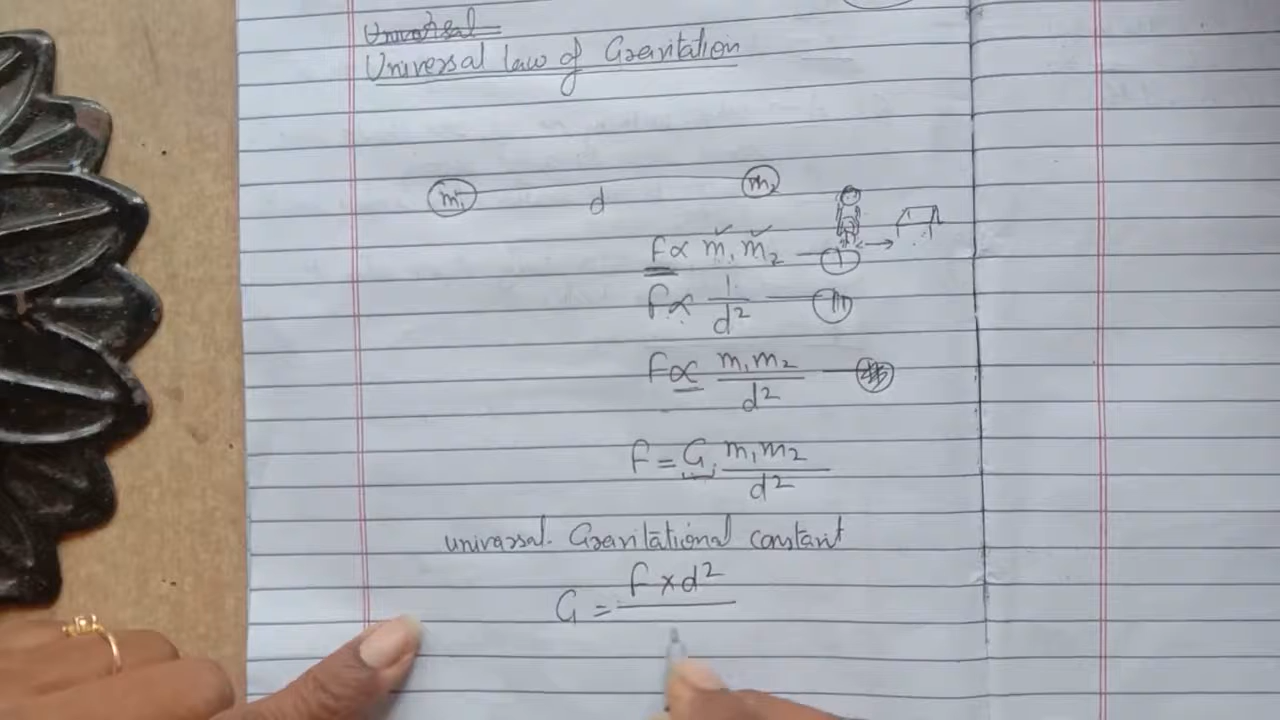 Universal
Universal law of Gravitation
m₁ d m₂
F ∝ m₁ m₂ — (I)
F ∝ 1/d² — (II)
F ∝ m₁m₂/d² —
F = G m₁m₂/d²
universal. Gravitational constant
G = F × d²/